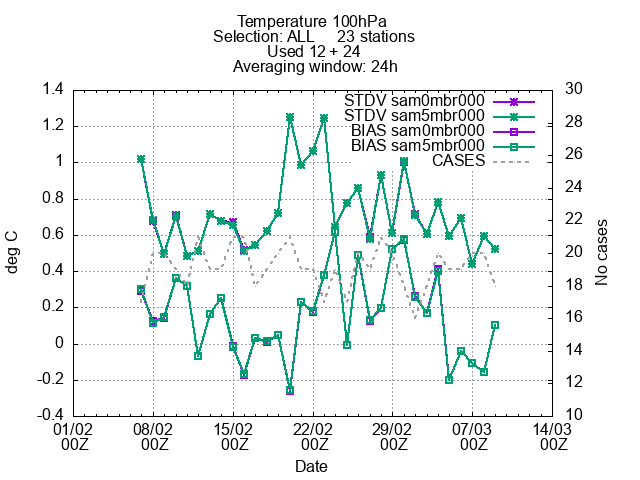 Temperature 100hPa
Selection: ALL 23 stations
Used 12 + 24
Averaging window: 24h
STDV sam0mbr000
STDV sam5mbr000
BIAS sam0mbr000
BIAS sam5mbr000
CASES
deg C
1.4
1.2
1
0.8
0.6
0.4
0.2
0
-0.2
-0.4
30
28
26
24
22
20
18
16
14
12
10
No cases
01/02 08/02 15/02 22/02 29/02 07/03 14/03
00Z 00Z 00Z 00Z 00Z 00Z 00Z
Date